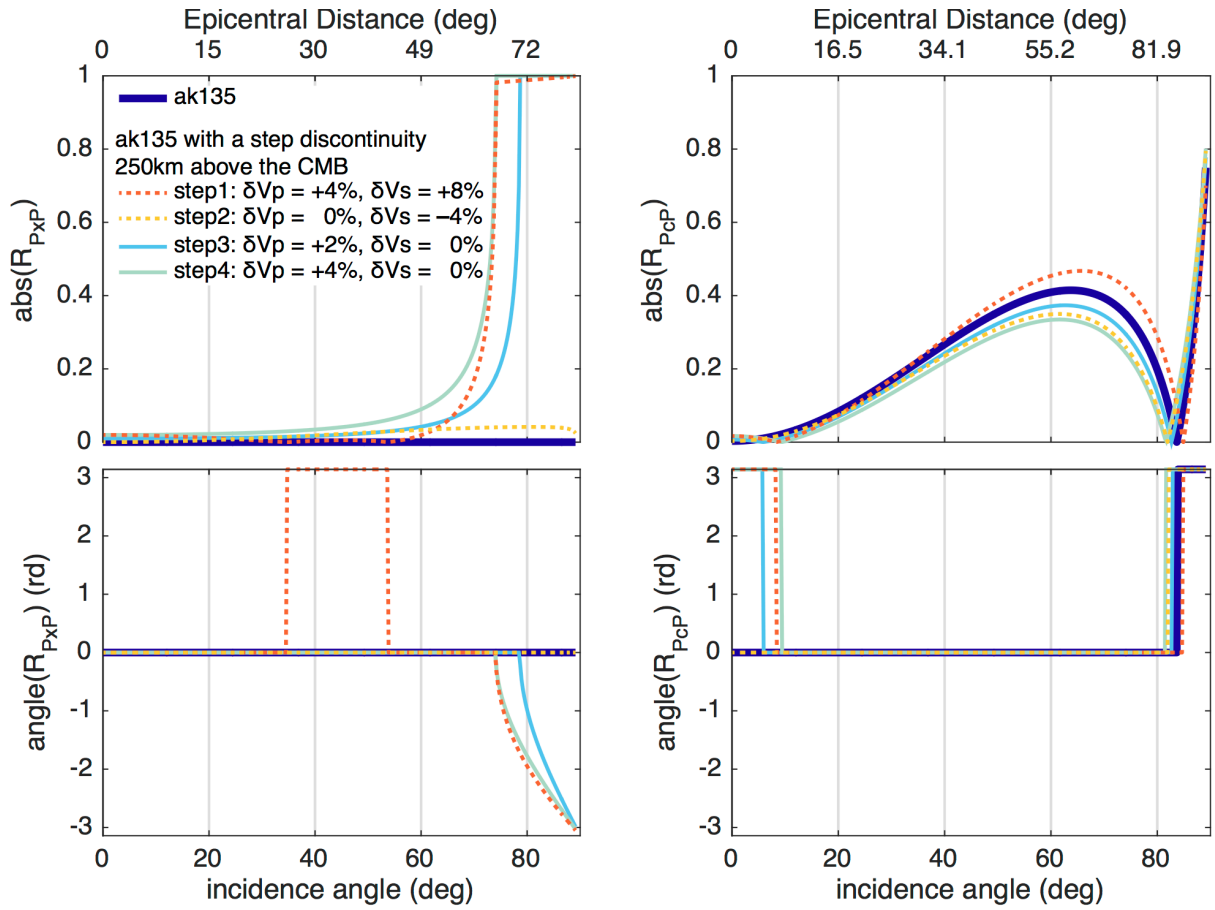 Epicentral Distance (deg)
0 15 30 49 72
1
0.8
0.6
0.4
0.2
0
abs(R_PxP)
ak135
ak135 with a step discontinuity
250km above the CMB
step1: δVp = +4%, δVs = +8%
step2: δVp = 0%, δVs = −4%
step3: δVp = +2%, δVs = 0%
step4: δVp = +4%, δVs = 0%
Epicentral Distance (deg)
0 16.5 34.1 55.2 81.9
1
0.8
0.6
0.4
0.2
0
abs(R_PcP)
3
2
1
0
-1
-2
-3
angle(R_PxP) (rd)
0 20 40 60 80
incidence angle (deg)
3
2
1
0
-1
-2
-3
angle(R_PcP) (rd)
0 20 40 60 80
incidence angle (deg)